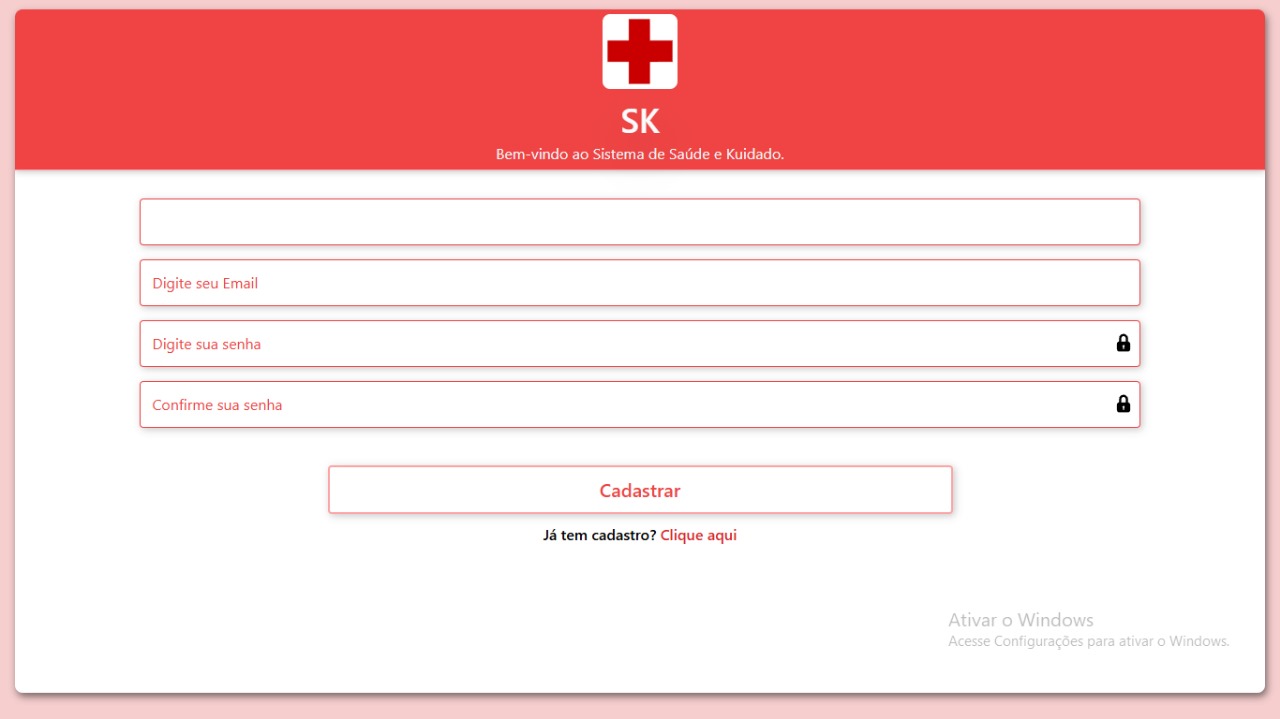 SK
Bem-vindo ao Sistema de Saúde e Kuidado.
Digite seu Email
Digite sua senha
Confirme sua senha
Cadastrar
Já tem cadastro? Clique aqui
Ativar o Windows
Acesse Configurações para ativar o Windows.